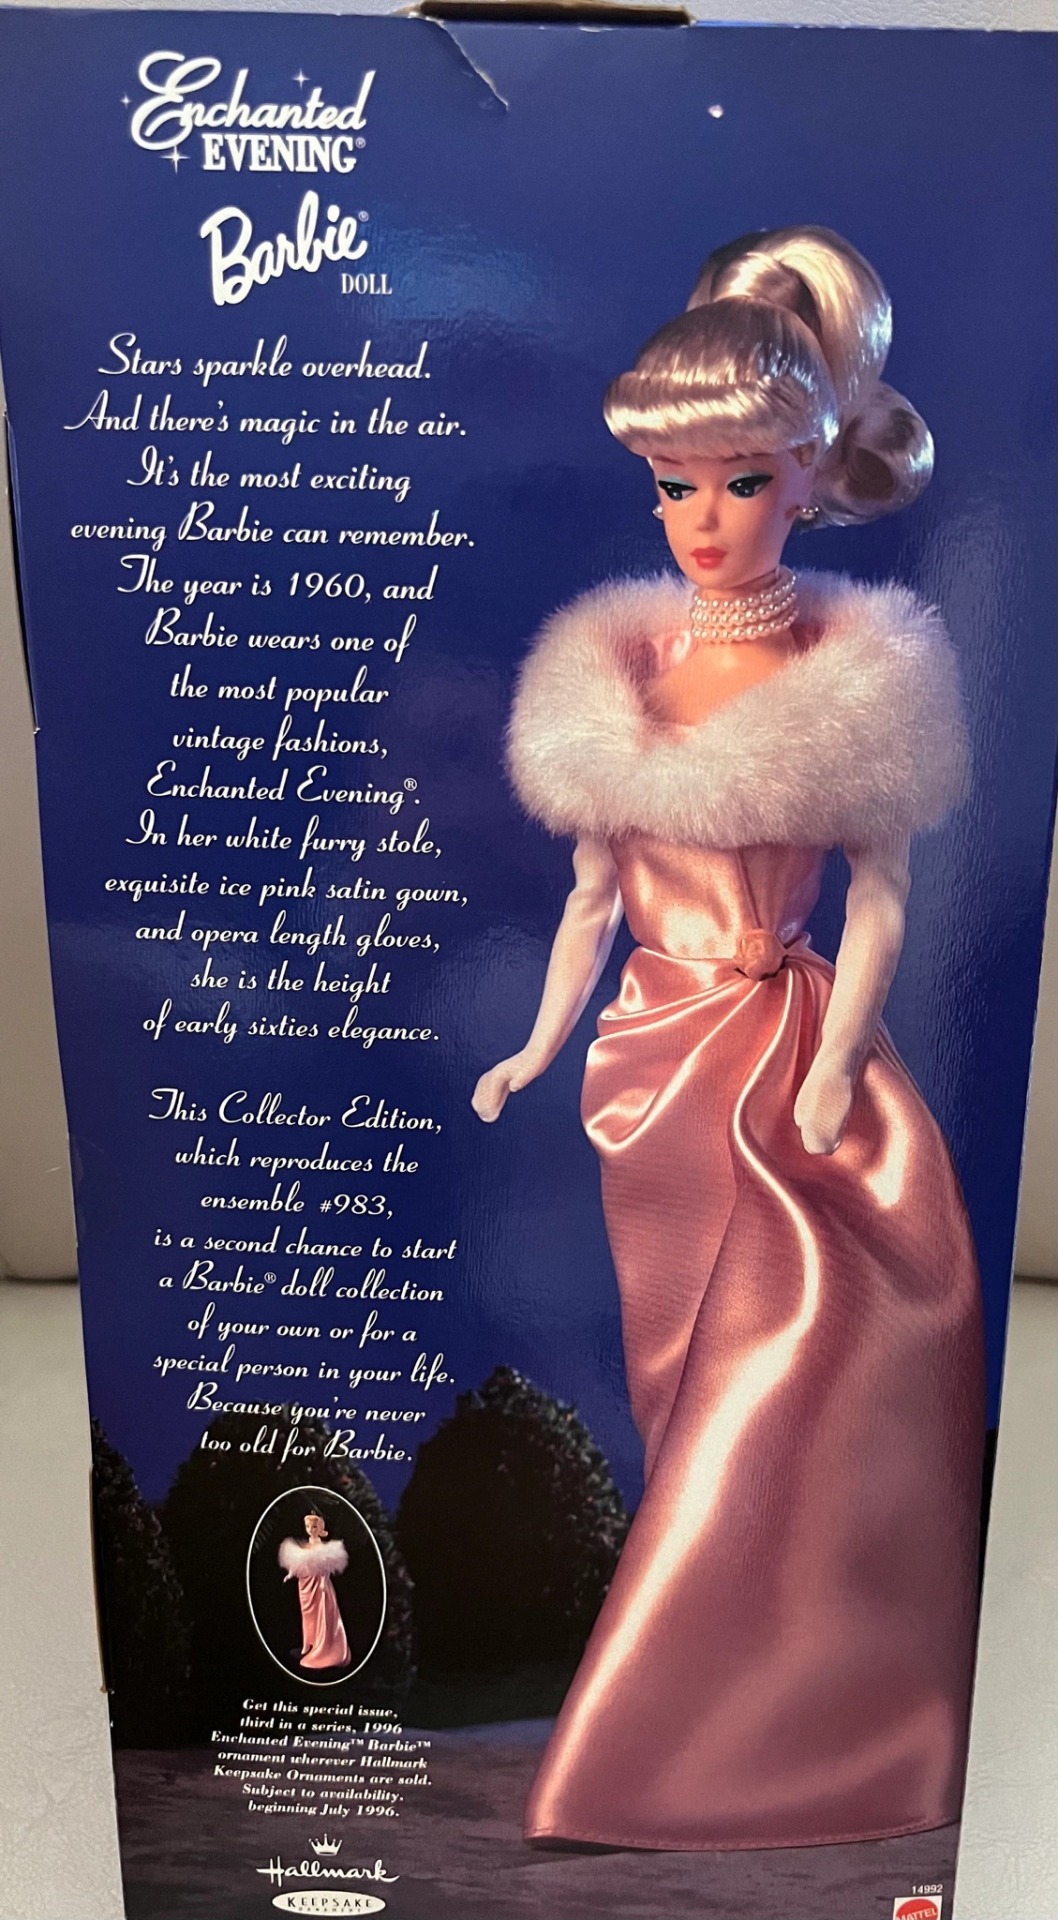 Enchanted
EVENING®
Barbie®
DOLL
Stars sparkle overhead.
And there's magic in the air.
It's the most exciting
evening Barbie can remember.
The year is 1960, and
Barbie wears one of
the most popular
vintage fashions,
Enchanted Evening®.
In her white furry stole,
exquisite ice pink satin gown,
and opera length gloves,
she is the height
of early sixties elegance.
This Collector Edition,
which reproduces the
ensemble #983,
is a second chance to start
a Barbie® doll collection
of your own or for a
special person in your life.
Because you're never
too old for Barbie.
Get this special issue,
third in a series, 1996
Enchanted Evening™ Barbie™
ornament wherever Hallmark
Keepsake Ornaments are sold.
Subject to availability,
beginning July 1996.
Hallmark
KEEPSAKE
ORNAMENT
14992
MATTEL